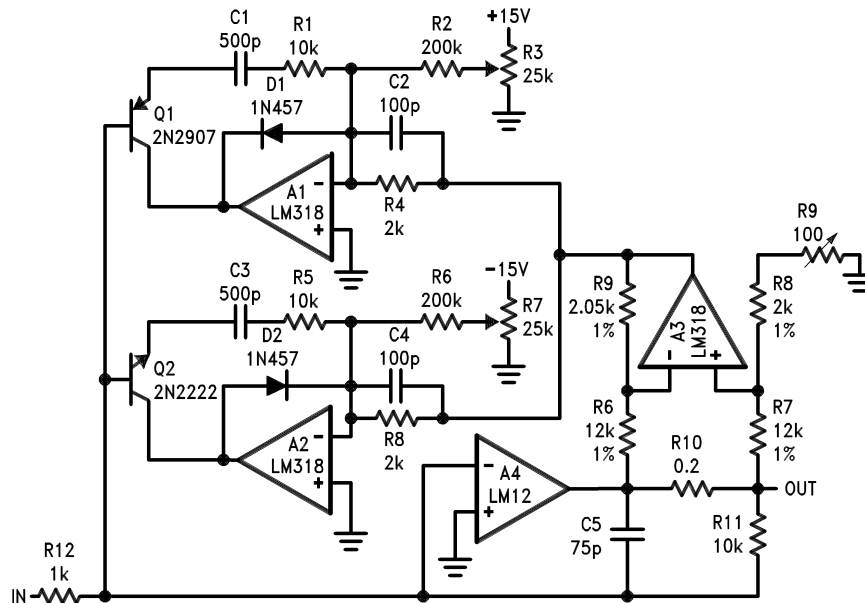 +15V
C1
500p
R1
10k
R2
200k
R3
25k
D1
1N457
C2
100p
Q1
2N2907
A1
LM318
−
+
R4
2k
C3
500p
R5
10k
R6
200k
−15V
R7
25k
D2
1N457
C4
100p
Q2
2N2222
A2
LM318
−
+
R8
2k
R9
2.05k
1%
A3
LM318
−
+
R8
2k
1%
R9
100
R6
12k
1%
R7
12k
1%
R10
0.2
OUT
A4
LM12
−
+
C5
75p
R11
10k
R12
1k
IN